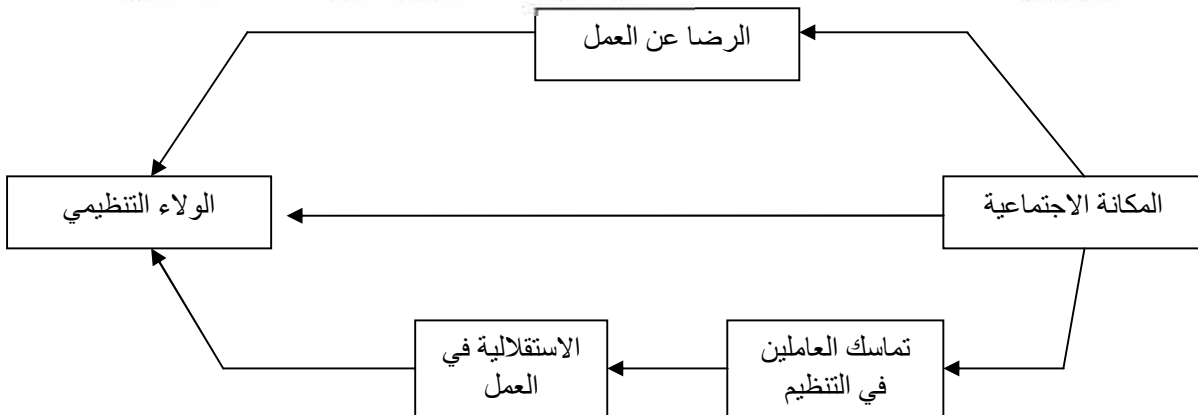 الرضا عن العمل
المكانة الاجتماعية
الولاء التنظيمي
تماسك العاملين
في التنظيم
الاستقلالية في
العمل